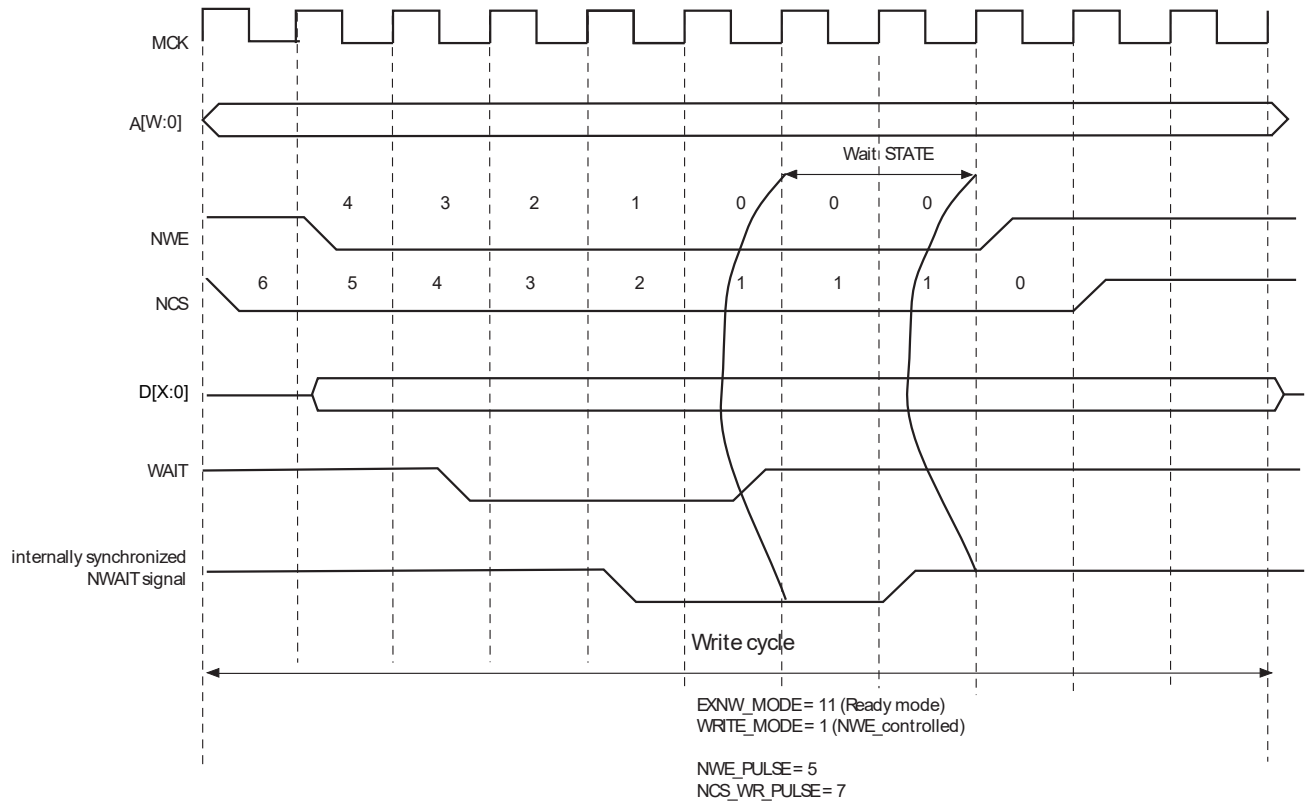 MCK
A[W:0]
Wait STATE
4 3 2 1 0 0 0
NWE
6 5 4 3 2 1 1 1 0
NCS
D[X:0]
WAIT
internally synchronized
NWAIT signal
Write cycle
EXNW_MODE = 11 (Ready mode)
WRITE_MODE = 1 (NWE_controlled)
NWE_PULSE = 5
NCS_WR_PULSE = 7